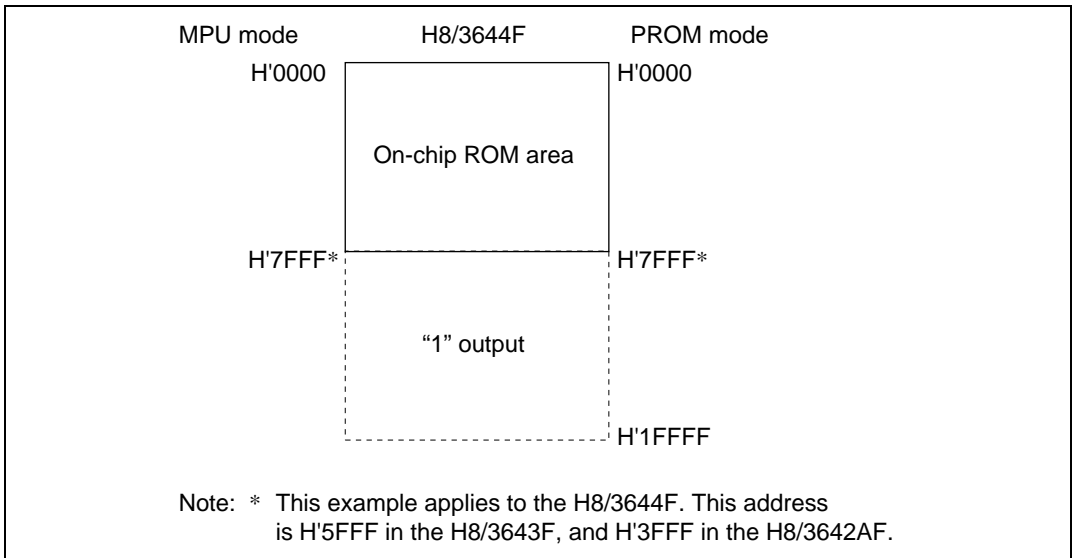 MPU mode H8/3644F PROM mode
H'0000 H'0000
On-chip ROM area
H'7FFF* H'7FFF*
“1” output
H'1FFFF
Note: * This example applies to the H8/3644F. This address
is H'5FFF in the H8/3643F, and H'3FFF in the H8/3642AF.